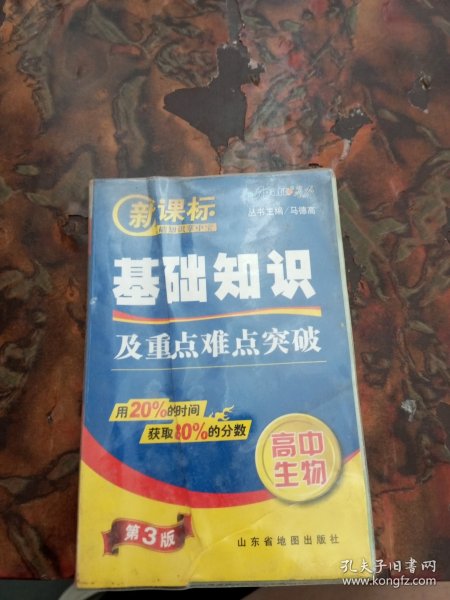 新课标
丛书主编/马德高
基础知识
及重点难点突破
用20%的时间
获取80%的分数
高中
生物
第3版
山东省地图出版社
孔夫子旧书网
www.kongfz.com